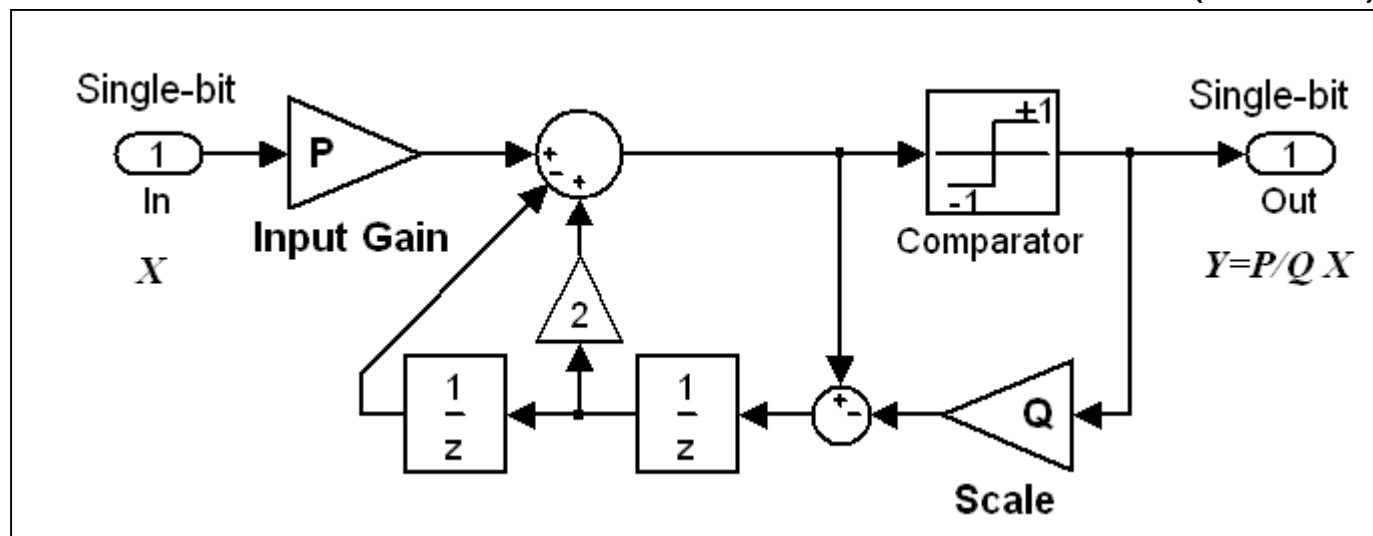 Single-bit
1
In
X
P
Input Gain
+
-
+
2
1
z
1
z
+1
-1
Comparator
+
-
Q
Scale
Single-bit
1
Out
Y=P/Q X